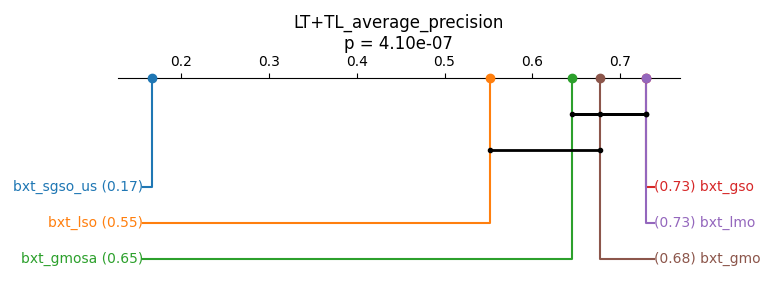 LT+TL_average_precision
p = 4.10e-07
0.2 0.3 0.4 0.5 0.6 0.7
bxt_sgso_us (0.17) (0.73) bxt_gso
bxt_lso (0.55) (0.73) bxt_lmo
bxt_gmosa (0.65) (0.68) bxt_gmo